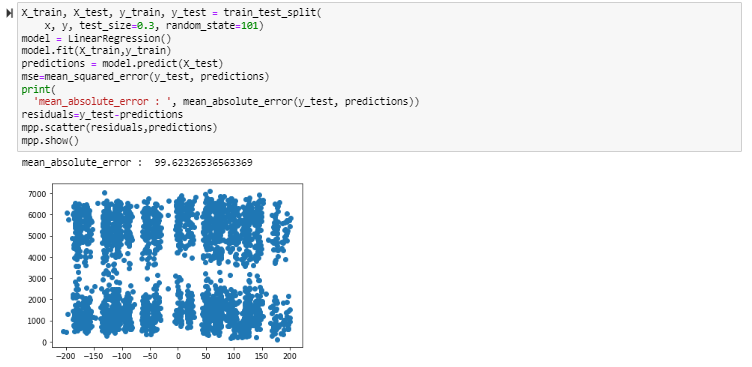 X_train, X_test, y_train, y_test = train_test_split(
    x, y, test_size=0.3, random_state=101)
model = LinearRegression()
model.fit(X_train,y_train)
predictions = model.predict(X_test)
mse=mean_squared_error(y_test, predictions)
print(
  'mean_absolute_error : ', mean_absolute_error(y_test, predictions))
residuals=y_test-predictions
mpp.scatter(residuals,predictions)
mpp.show()
mean_absolute_error :  99.62326536563369
7000
6000
5000
4000
3000
2000
1000
0
−200 −150 −100 −50 0 50 100 150 200